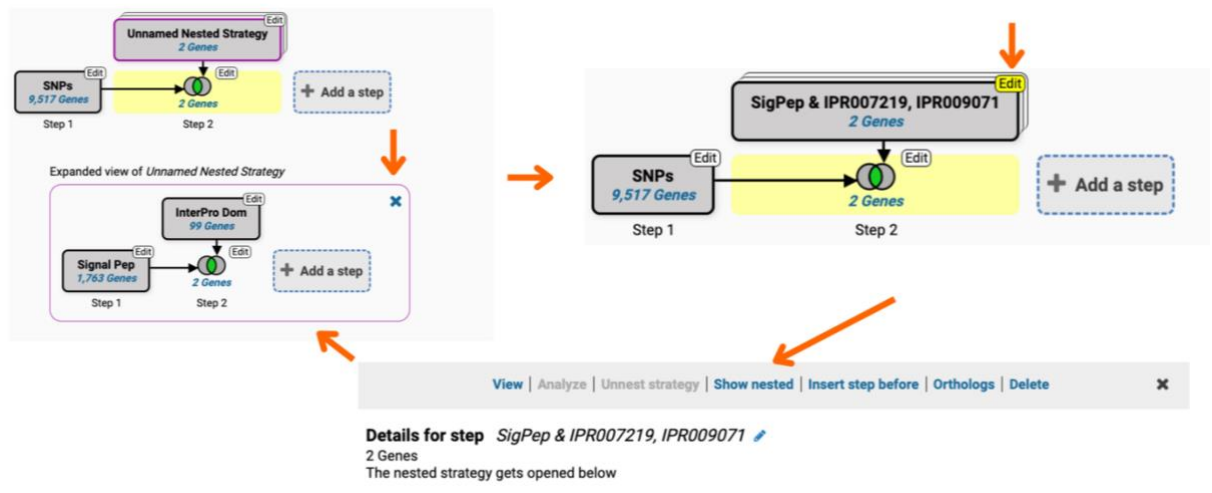 Edit
Unnamed Nested Strategy
2 Genes
Edit
Edit
SNPs
9,517 Genes
2 Genes
+ Add a step
Step 1
Step 2
Expanded view of Unnamed Nested Strategy
Edit
InterPro Dom
99 Genes
Edit
Edit
Signal Pep
1,763 Genes
2 Genes
+ Add a step
Step 1
Step 2
Edit
SigPep & IPR007219, IPR009071
2 Genes
Edit
Edit
SNPs
9,517 Genes
2 Genes
+ Add a step
Step 1
Step 2
View | Analyze | Unnest strategy | Show nested | Insert step before | Orthologs | Delete
Details for step SigPep & IPR007219, IPR009071
2 Genes
The nested strategy gets opened below